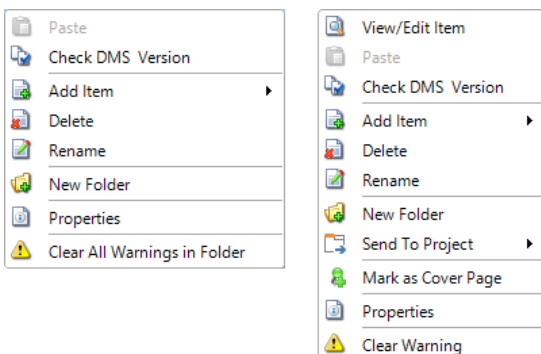 Paste
Check DMS Version
Add Item
Delete
Rename
New Folder
Properties
Clear All Warnings in Folder
View/Edit Item
Paste
Check DMS Version
Add Item
Delete
Rename
New Folder
Send To Project
Mark as Cover Page
Properties
Clear Warning